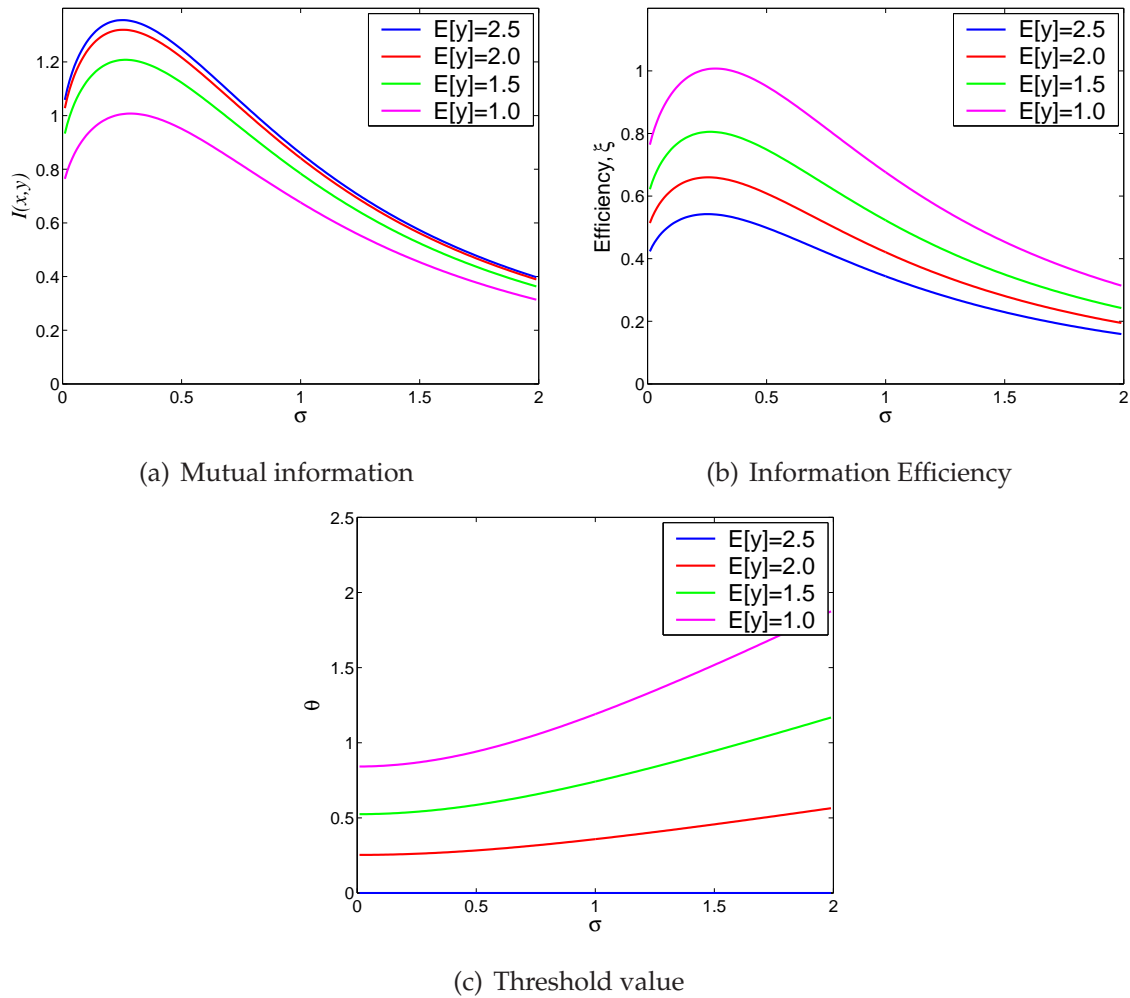 E[y]=2.5
E[y]=2.0
E[y]=1.5
E[y]=1.0
1.2
1
0.8
0.6
0.4
0.2
0
I(x,y)
0 0.5 1 1.5 2
σ
(a) Mutual information
E[y]=2.5
E[y]=2.0
E[y]=1.5
E[y]=1.0
1
0.8
0.6
0.4
0.2
0
Efficiency, ξ
0 0.5 1 1.5 2
σ
(b) Information Efficiency
E[y]=2.5
E[y]=2.0
E[y]=1.5
E[y]=1.0
2.5
2
1.5
1
0.5
0
θ
0 0.5 1 1.5 2
σ
(c) Threshold value